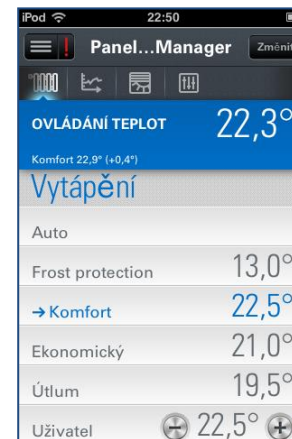 iPod 22:50
Panel...Manager Změnit
OVLÁDÁNÍ TEPLOT 22,3°
Komfort 22,9° (+0,4°)
Vytápění
Auto
Frost protection 13,0°
→ Komfort 22,5°
Ekonomický 21,0°
Útlum 19,5°
Uživatel - 22,5° +